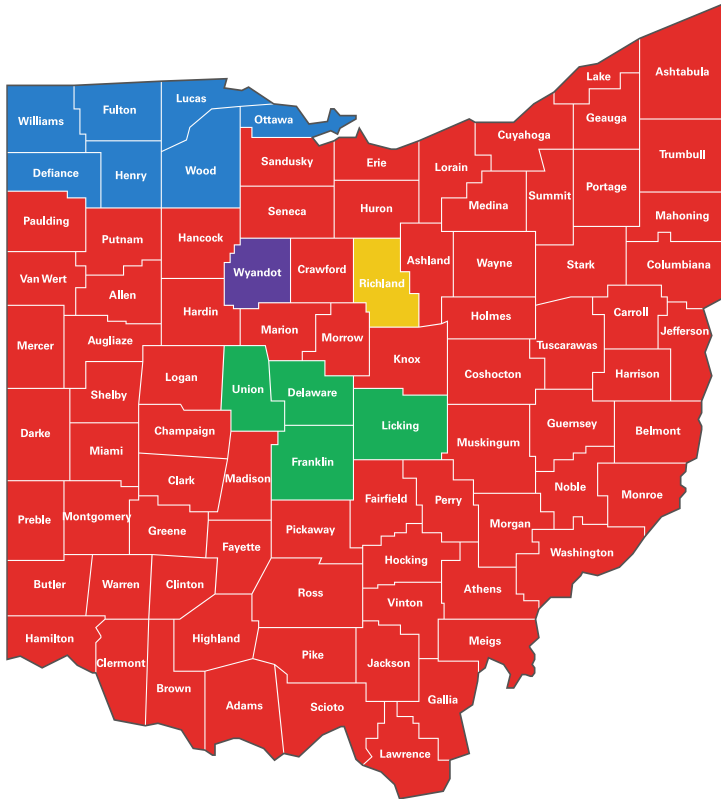 Ashtabula
Lake
Geauga
Lucas
Fulton
Williams
Ottawa
Cuyahoga
Trumbull
Erie
Sandusky
Lorain
Wood
Defiance
Henry
Portage
Summit
Medina
Huron
Mahoning
Seneca
Paulding
Putnam
Hancock
Ashland
Wayne
Stark
Columbiana
Wyandot
Crawford
Richland
Van Wert
Allen
Carroll
Hardin
Holmes
Marion
Jefferson
Morrow
Augliaze
Mercer
Tuscarawas
Knox
Coshocton
Harrison
Logan
Union
Delaware
Shelby
Champaign
Licking
Guernsey
Belmont
Darke
Muskingum
Miami
Franklin
Clark
Madison
Noble
Monroe
Fairfield
Perry
Preble
Montgomery
Greene
Pickaway
Morgan
Fayette
Washington
Hocking
Butler
Warren
Clinton
Ross
Athens
Vinton
Hamilton
Highland
Meigs
Pike
Jackson
Clermont
Brown
Gallia
Adams
Scioto
Lawrence